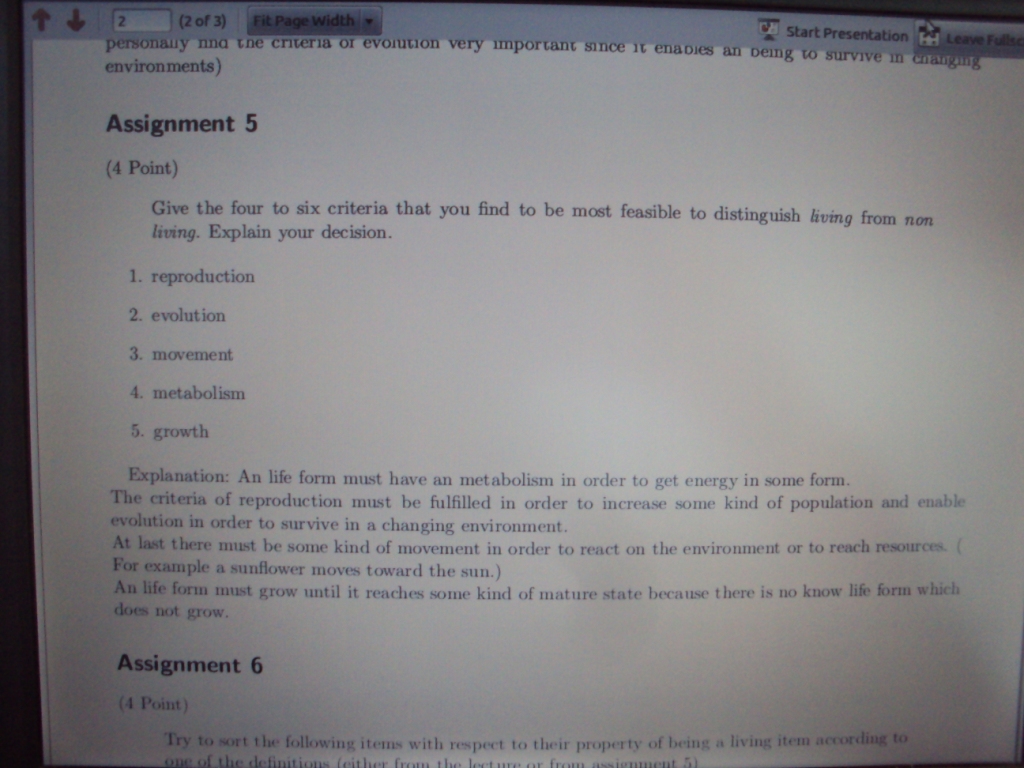 2 (2 of 3) Fit Page Width Start Presentation Leave Fullsc
personally find the criteria of evolution very important since it enables an being to survive in changing
environments)
Assignment 5
(4 Point)
Give the four to six criteria that you find to be most feasible to distinguish living from non
living. Explain your decision.
1. reproduction
2. evolution
3. movement
4. metabolism
5. growth
Explanation: An life form must have an metabolism in order to get energy in some form.
The criteria of reproduction must be fulfilled in order to increase some kind of population and enable
evolution in order to survive in a changing environment.
At last there must be some kind of movement in order to react on the environment or to reach resources. (
For example a sunflower moves toward the sun.)
An life form must grow until it reaches some kind of mature state because there is no know life form which
does not grow.
Assignment 6
(4 Point)
Try to sort the following items with respect to their property of being a living item according to
one of the definitions (either from the lecture or from assignment 5)